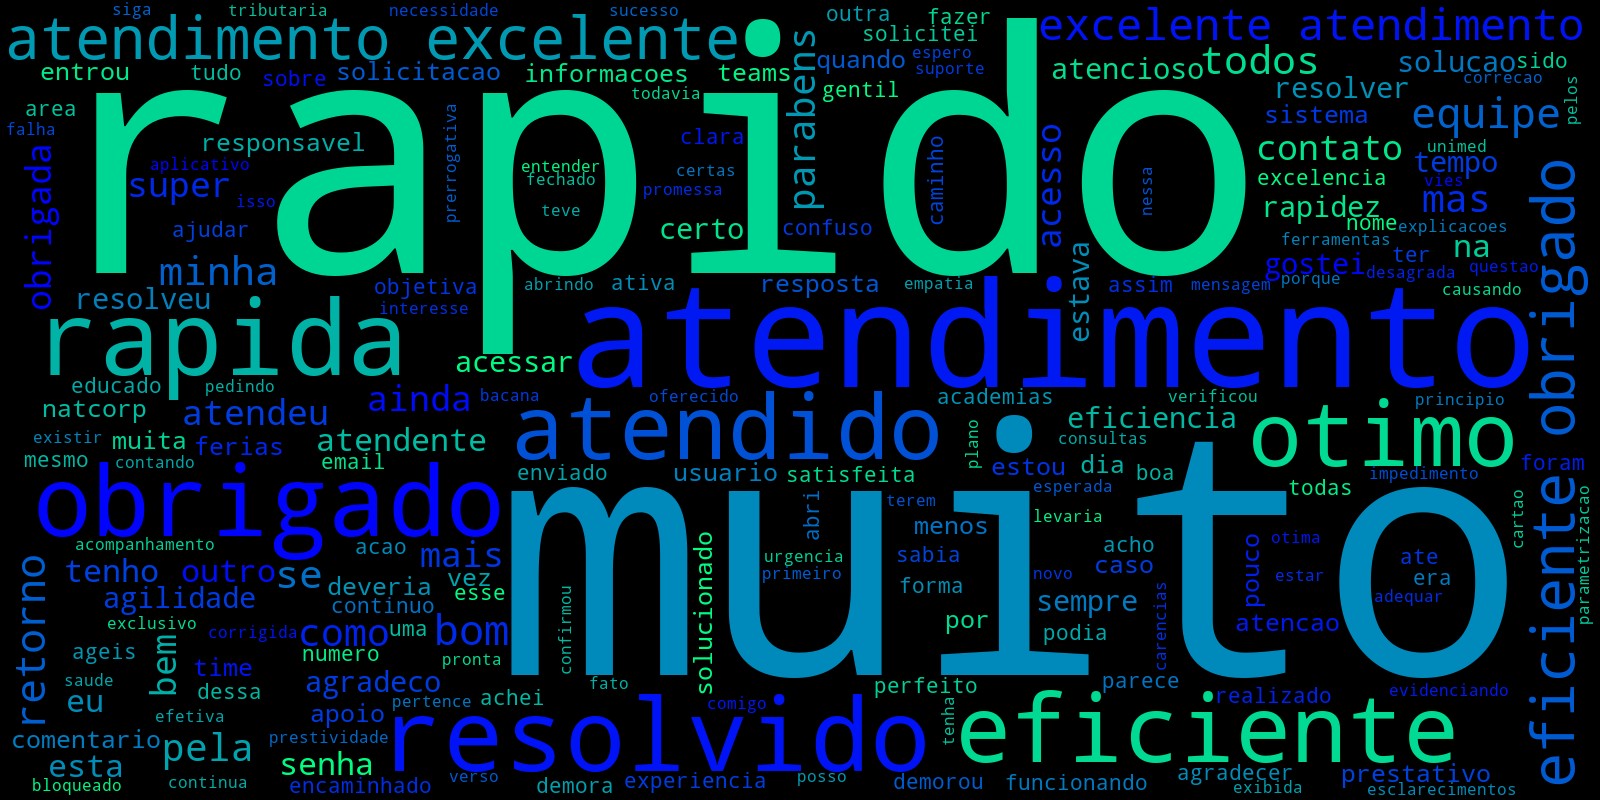 siga
tributaria
necessidade
sucesso
outra
fazer
excelente atendimento
atendimento excelente
solicitei
entrou
tudo
sobre
solicitacao
informacoes
teams
todavia
parabens
quando
espero
suporte
gentil
atencioso
todos
solucao
sido
correcao
resolver
pelos
area
falha
responsavel
rapido
clara
sistema
equipe
contato
unimed
tempo
aplicativo
super
isso
prerrogativa
entender
fechado
teve
certas
promessa
caminho
acesso
nessa
excelencia
vies
mas
rapidez
nome
explicacoes
obrigada
ajudar
certo
confuso
ferramentas
ter
na
minha
gostei
desagrada
questao
resolveu
objetiva
interesse
abrindo
ativa
resposta
empatia
estava
assim
mensagem
porque
causando
rapida
atendimento
eficiente obrigado
acessar
educado
pedindo
ainda
bacana
oferecido
academias
verificou
principio
natcorp
atendeu
atendido
eficiencia
otimo
existir
muita
ferias
atendente
plano
consultas
mesmo
contando
email
enviado
usuario
satisfeita
estou
dia
boa
impedimento
foram
obrigado
muito
abri
terem
esperada
todas
menos
levaria
cartao
parametrizacao
acompanhamento
acao
mais
solucionado
urgencia
primeiro
sabia
acho
otima
ate
retorno
tenho
outro
se
deveria
vez
forma
novo
caso
pouco
estar
era
adequar
agilidade
continuo
esse
confirmou
sempre
exclusivo
corrigida
como
uma
bom
por
podia
carencias
atencao
ageis
bem
time
numero
pronta
saude
dessa
agradeco
fato
perfeito
parece
eu
pertence
achei
comigo
realizado
evidenciando
efetiva
apoio
resolvido
tenha
eficiente
comentario
pela
prestividade
esta
senha
bloqueado
continua
encaminhado
verso
demora
experiencia
posso
demorou
funcionando
agradecer
exibida
prestativo
esclarecimentos